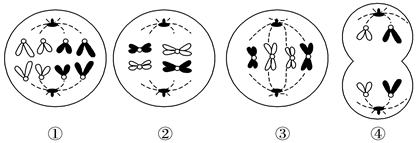 ① ② ③ ④